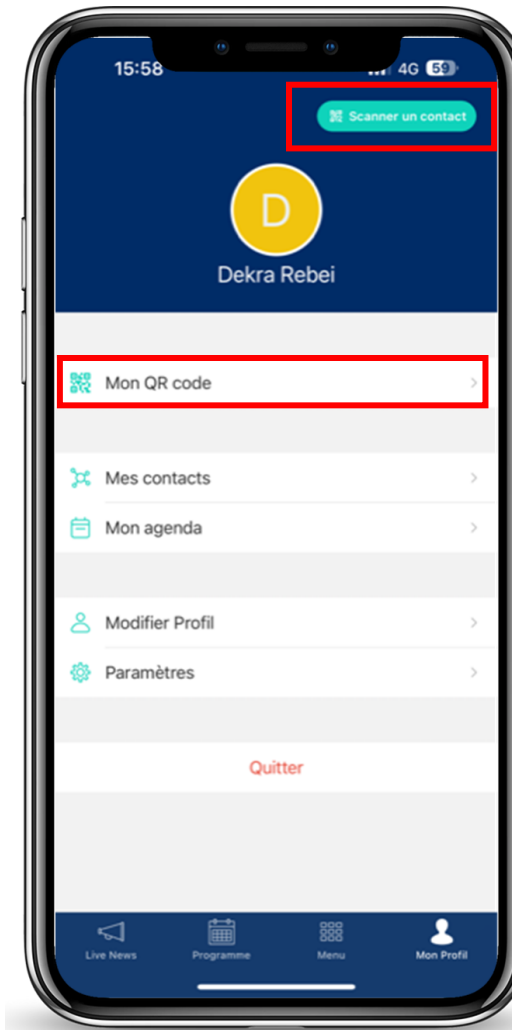 15:58 4G 59
Scanner un contact
D
Dekra Rebei
Mon QR code
Mes contacts
Mon agenda
Modifier Profil
Paramètres
Quitter
Live News Programme Menu Mon Profil